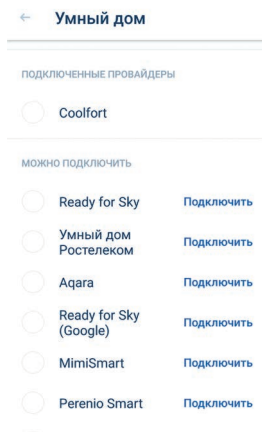 ← Умный дом
ПОДКЛЮЧЕННЫЕ ПРОВАЙДЕРЫ
Coolfort
МОЖНО ПОДКЛЮЧИТЬ
Ready for Sky Подключить
Умный дом
Ростелеком Подключить
Aqara Подключить
Ready for Sky
(Google) Подключить
MimiSmart Подключить
Perenio Smart Подключить